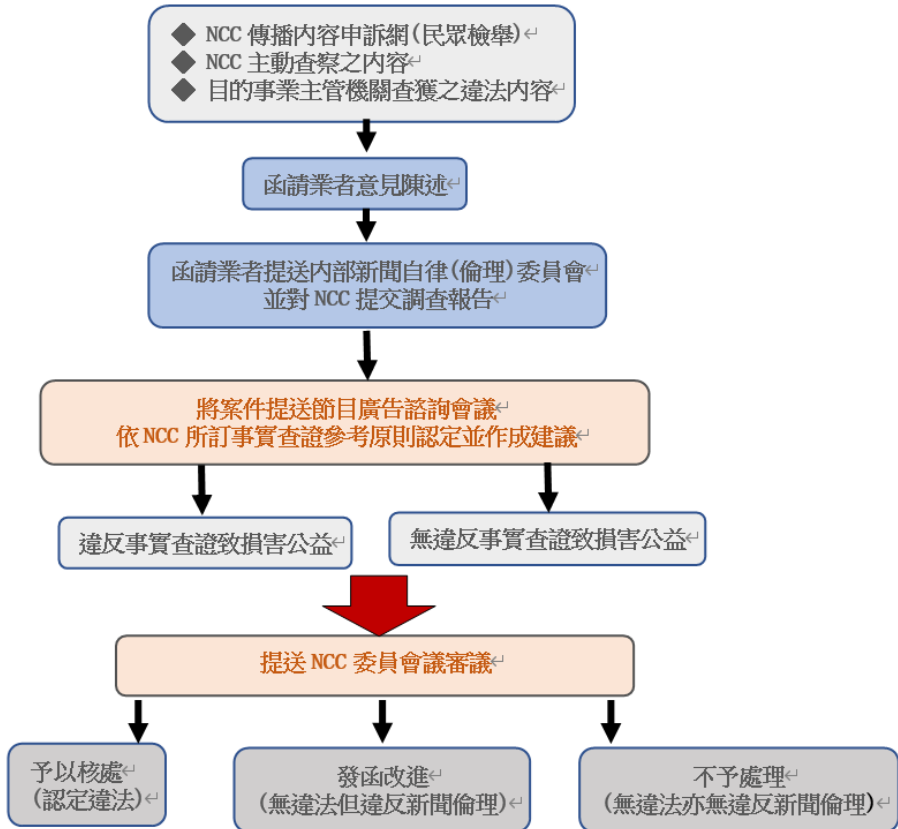 ◆ NCC 傳播內容申訴網(民眾檢舉)↵
◆ NCC 主動查察之內容↵
◆ 目的事業主管機關查獲之違法內容↵
函請業者意見陳述↵
函請業者提送內部新聞自律(倫理)委員會↵
並對 NCC 提交調查報告↵
將案件提送節目廣告諮詢會議↵
依 NCC 所訂事實查證參考原則認定並作成建議↵
違反事實查證致損害公益↵
無違反事實查證致損害公益↵
提送 NCC 委員會議審議↵
予以核處↵
(認定違法)↵
發函改進↵
(無違法但違反新聞倫理)↵
不予處理↵
(無違法亦無違反新聞倫理)↵